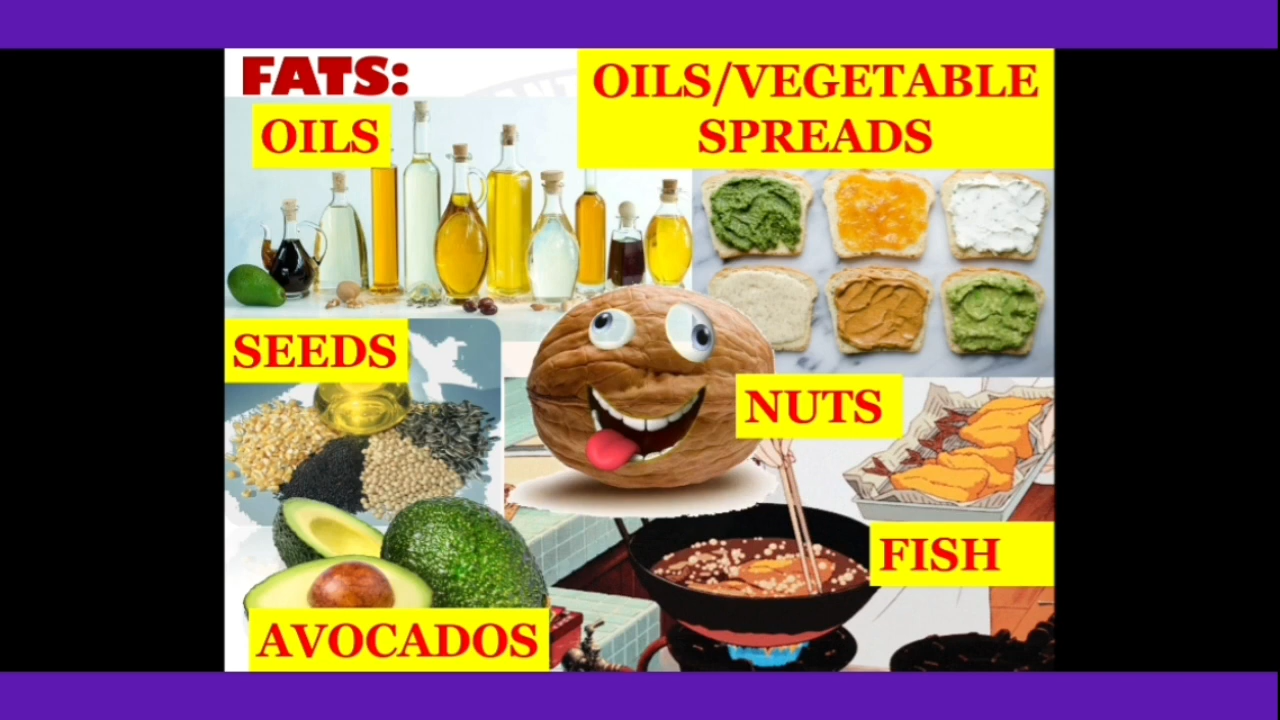 FATS:
OILS
OILS/VEGETABLE
SPREADS
SEEDS
NUTS
FISH
AVOCADOS